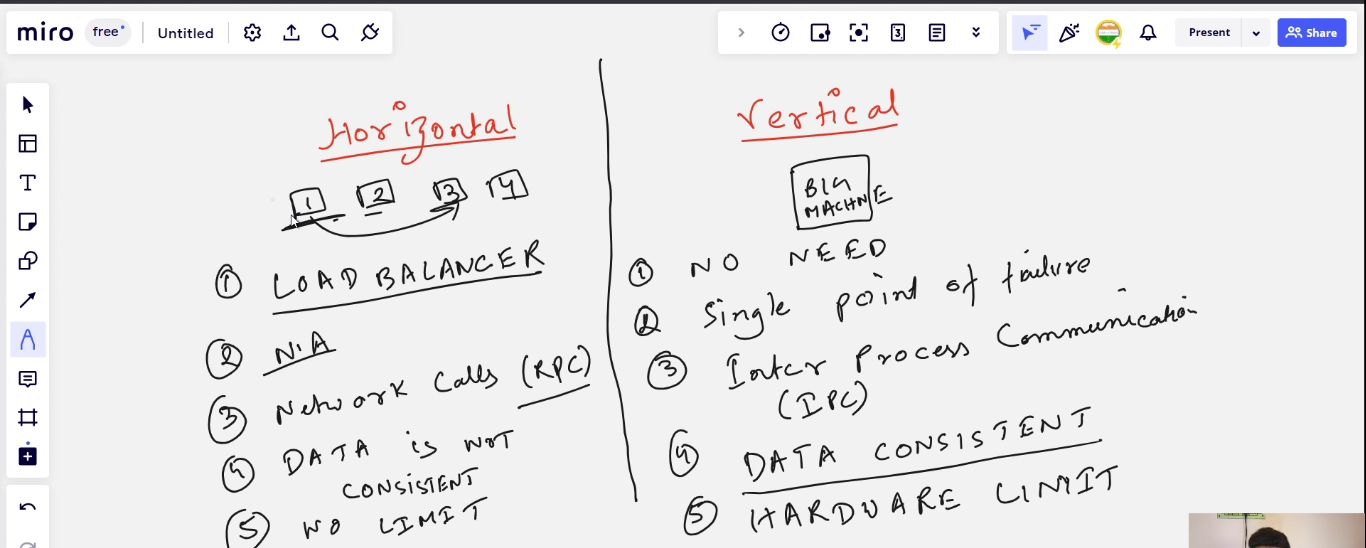 miro free Untitled
Present Share
Horizontal
1 2 3 4
① LOAD BALANCER
② N.A
③ Network calls (RPC)
④ DATA is NOT
CONSISTENT
⑤ NO LIMIT
Vertical
BIG
MACHNE
① NO NEED
② Single point of failure
③ Inter process Communication
(IPC)
④ DATA CONSISTENT
⑤ HARDWARE LIMIT